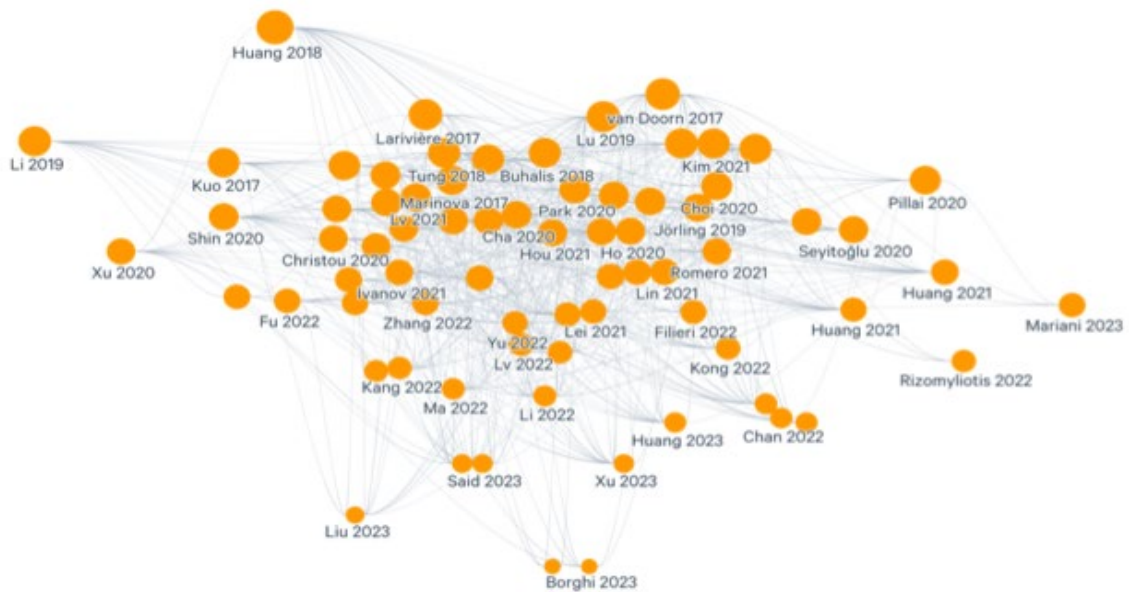 Huang 2018
van Doorn 2017
Larivière 2017
Lu 2019
Li 2019
Kim 2021
Tung 2018
Buhalis 2018
Kuo 2017
Marinova 2017
Pillai 2020
Park 2020
Choi 2020
Lv 2021
Jörling 2019
Shin 2020
Cha 2020
Seyitoğlu 2020
Hou 2021
Ho 2020
Christou 2020
Xu 2020
Romero 2021
Ivanov 2021
Lin 2021
Huang 2021
Fu 2022
Zhang 2022
Lei 2021
Filieri 2022
Huang 2021
Mariani 2023
Yu 2022
Lv 2022
Kong 2022
Rizomyliotis 2022
Kang 2022
Ma 2022
Li 2022
Huang 2023
Chan 2022
Said 2023
Xu 2023
Liu 2023
Borghi 2023